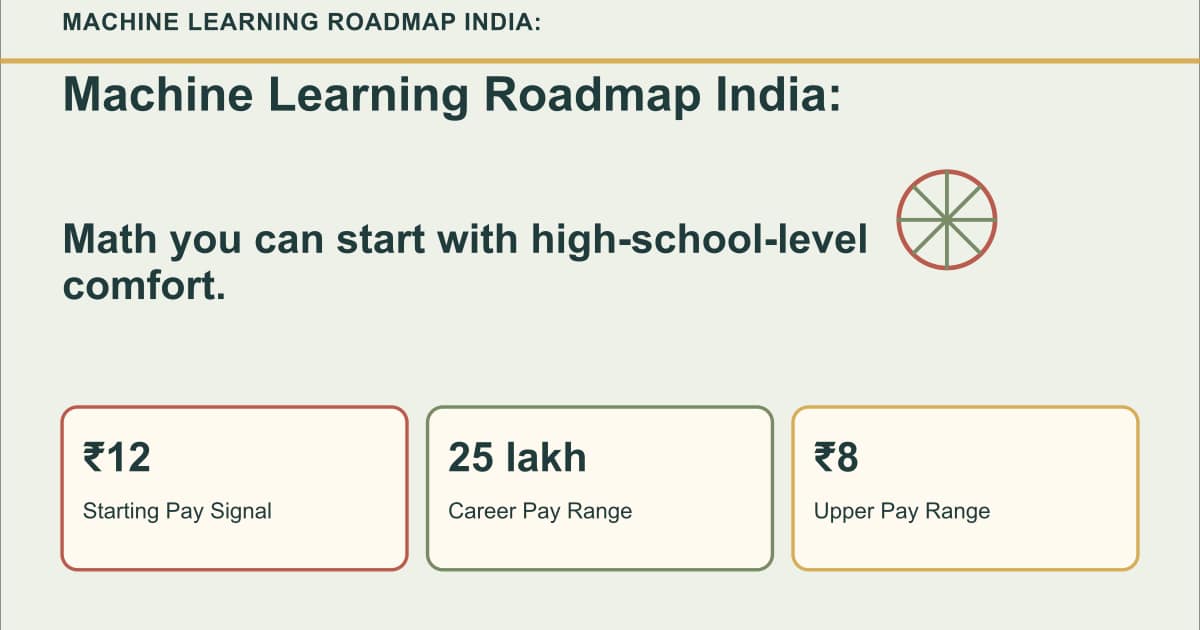 MACHINE LEARNING ROADMAP INDIA:
Machine Learning Roadmap India:
Math you can start with high-school-level
comfort.
₹12
Starting Pay Signal
25 lakh
Career Pay Range
₹8
Upper Pay Range